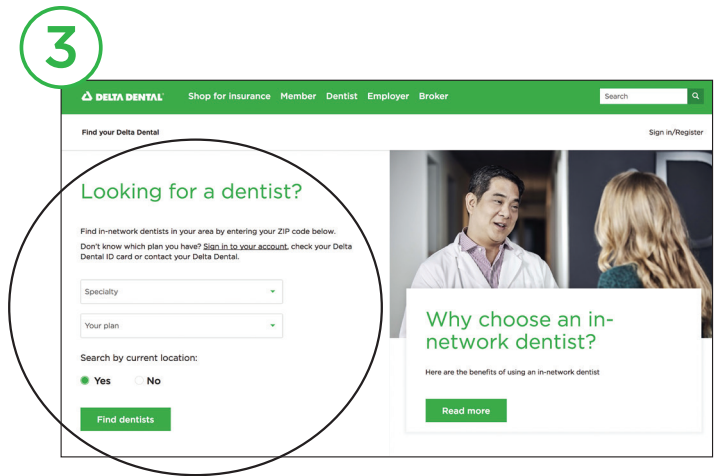 3
DELTA DENTAL®
Shop for Insurance Member Dentist Employer Broker
Search
Find your Delta Dental
Sign in/Register
Looking for a dentist?
Find in-network dentists in your area by entering your ZIP code below.
Don't know which plan you have? Sign in to your account, check your Delta
Dental ID card or contact your Delta Dental.
Specialty
Your plan
Search by current location:
Yes No
Find dentists
Why choose an in-
network dentist?
Here are the benefits of using an in-network dentist
Read more